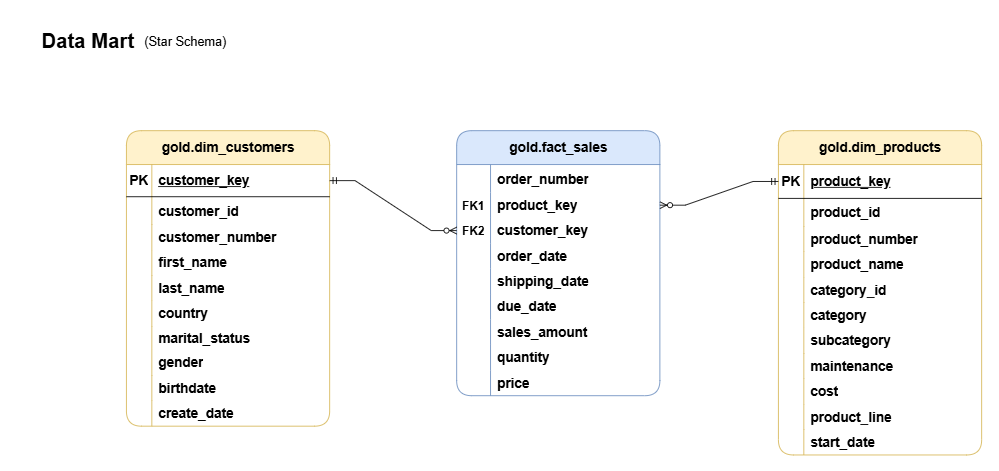 Data Mart (Star Schema)
gold.dim_customers
PK customer_key
customer_id
customer_number
first_name
last_name
country
marital_status
gender
birthdate
create_date
gold.fact_sales
order_number
FK1 product_key
FK2 customer_key
order_date
shipping_date
due_date
sales_amount
quantity
price
gold.dim_products
PK product_key
product_id
product_number
product_name
category_id
category
subcategory
maintenance
cost
product_line
start_date